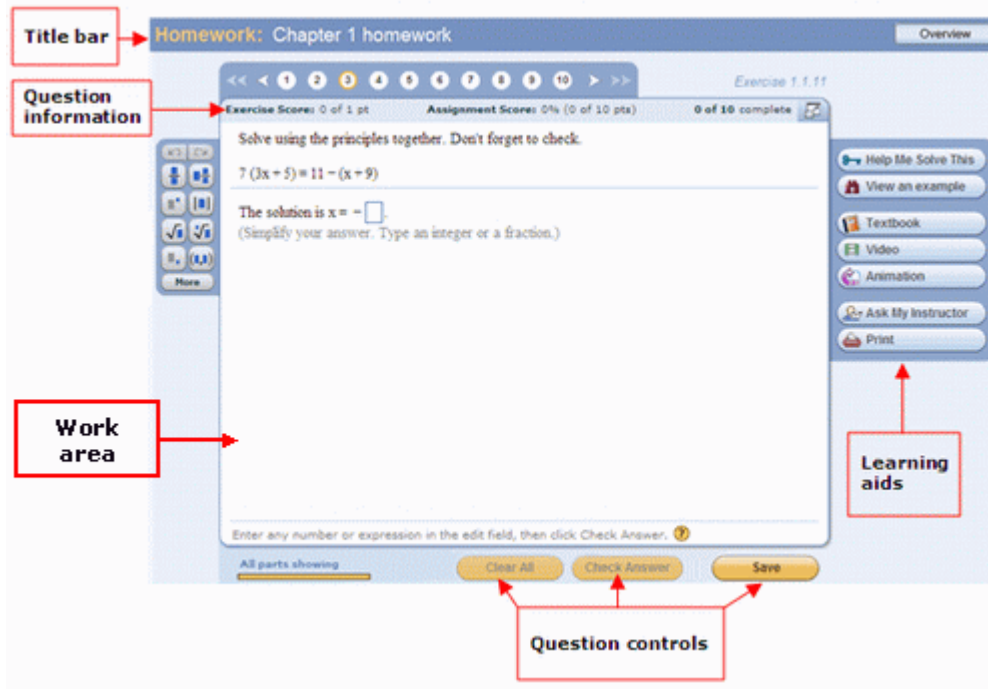 Title bar
Homework: Chapter 1 homework
Overview
<< < 1 2 3 4 5 6 7 8 9 10 > >>
Exercise 1.1.11
Question
information
Exercise Score: 0 of 1 pt
Assignment Score: 0% (0 of 10 pts)
0 of 10 complete
Solve using the principles together. Don't forget to check.
7 (3x + 5) = 11 − (x + 9)
The solution is x = − .
(Simplify your answer. Type an integer or a fraction.)
More
Help Me Solve This
View an example
Textbook
Video
Animation
Ask My Instructor
Print
Work
area
Learning
aids
Enter any number or expression in the edit field, then click Check Answer. ?
All parts showing
Clear All
Check Answer
Save
Question controls